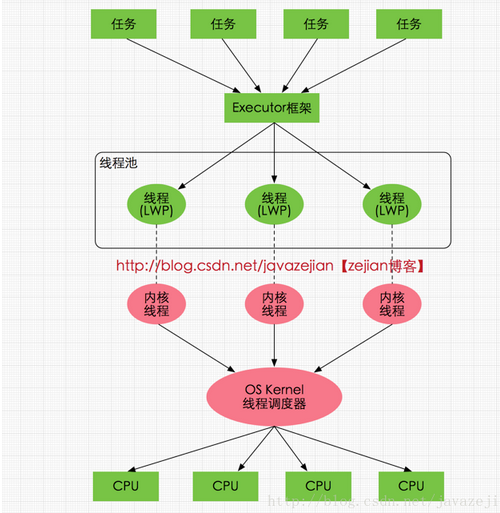 任务 任务 任务 任务
Executor框架
线程池
线程 线程 线程
(LWP) (LWP) (LWP)
http://blog.csdn.net/javazejian【zejian博客】
内核 内核 内核
线程 线程 线程
OS Kernel
线程调度器
CPU CPU CPU CPU
http://blog.csdn.net/javazeji